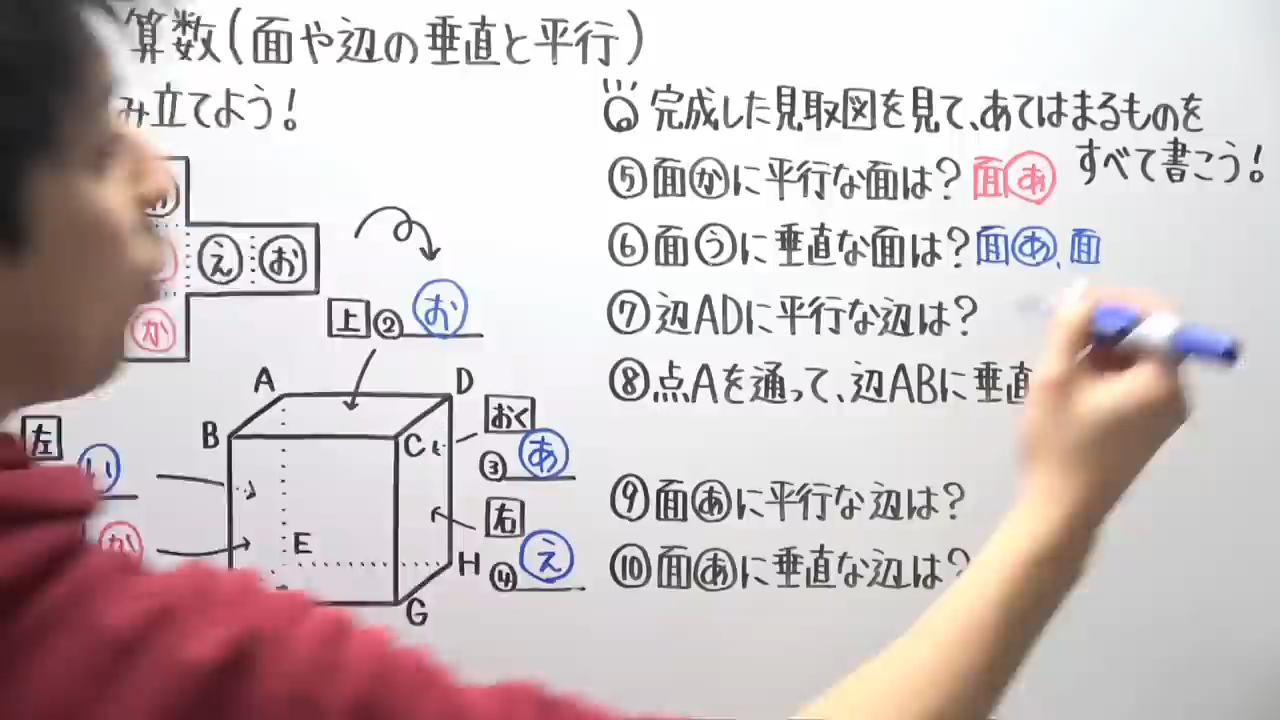 算数(面や辺の垂直と平行)
み立てよう!
え お
か
上 ② お
A
D
B
C
おく
③ あ
左
い
右
④ え
か
E
H
G
完成した見取図を見て、あてはまるものを
すべて書こう!
⑤面かに平行な面は? 面あ
⑥面うに垂直な面は? 面あ、面
⑦辺ADに平行な辺は?
⑧点Aを通って、辺ABに垂直
⑨面あに平行な辺は?
⑩面あに垂直な辺は?